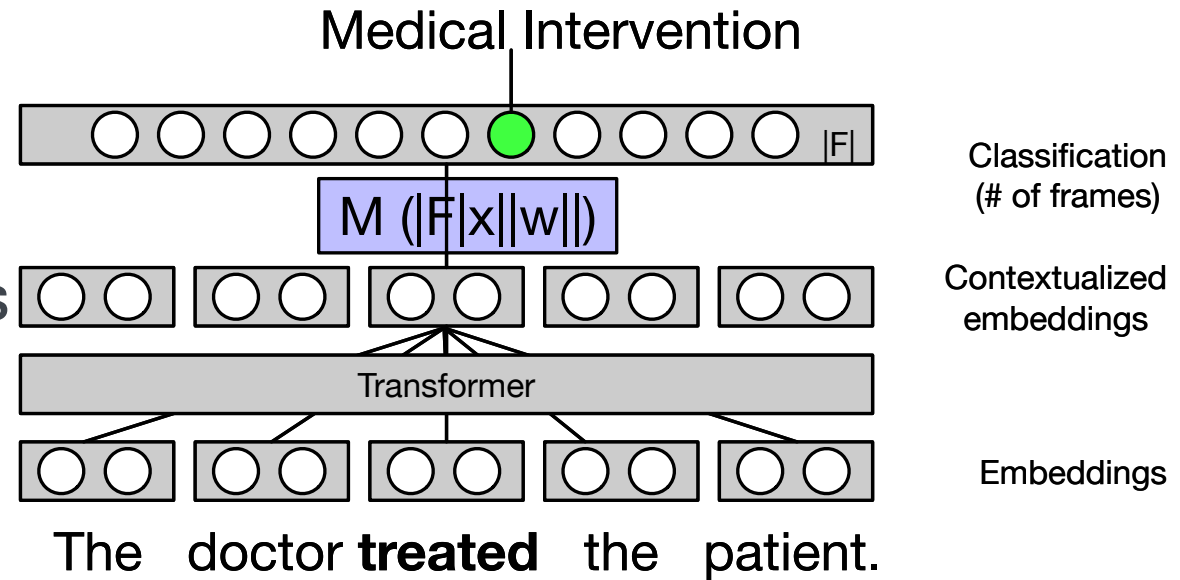 Medical Intervention
|F|
Classification
(# of frames)
M (|F|x||w||)
s
Contextualized
embeddings
Transformer
Embeddings
The doctor treated the patient.